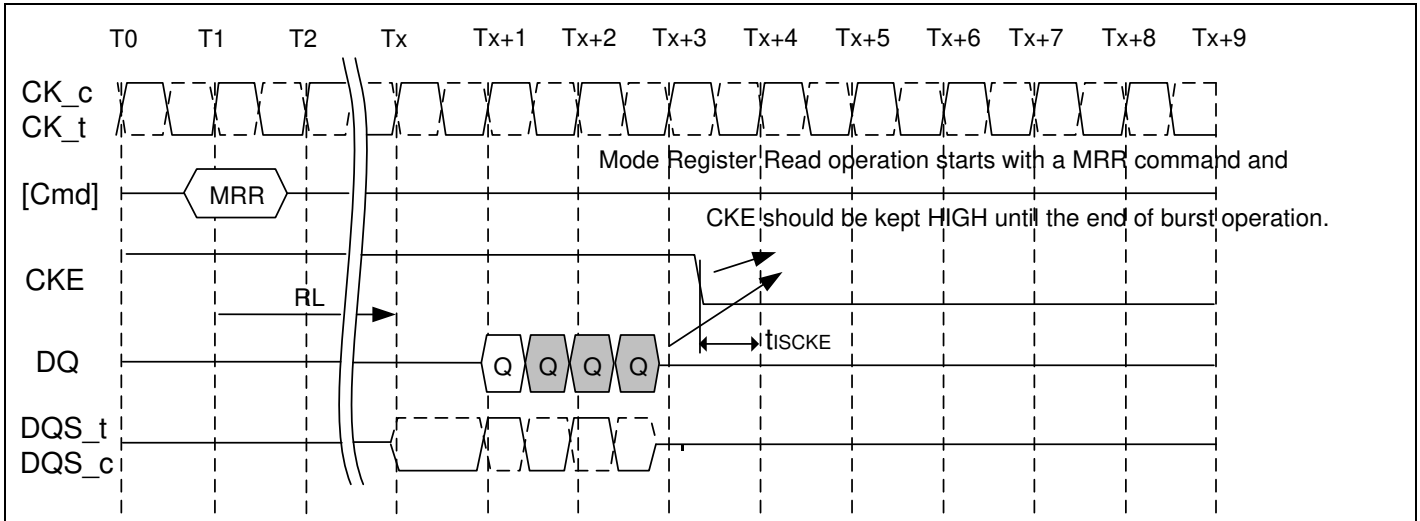 T0 T1 T2 Tx Tx+1 Tx+2 Tx+3 Tx+4 Tx+5 Tx+6 Tx+7 Tx+8 Tx+9
CK_c
CK_t
Mode Register Read operation starts with a MRR command and
[Cmd] MRR
CKE should be kept HIGH until the end of burst operation.
CKE
RL
tISCKE
DQ Q Q Q Q
DQS_t
DQS_c